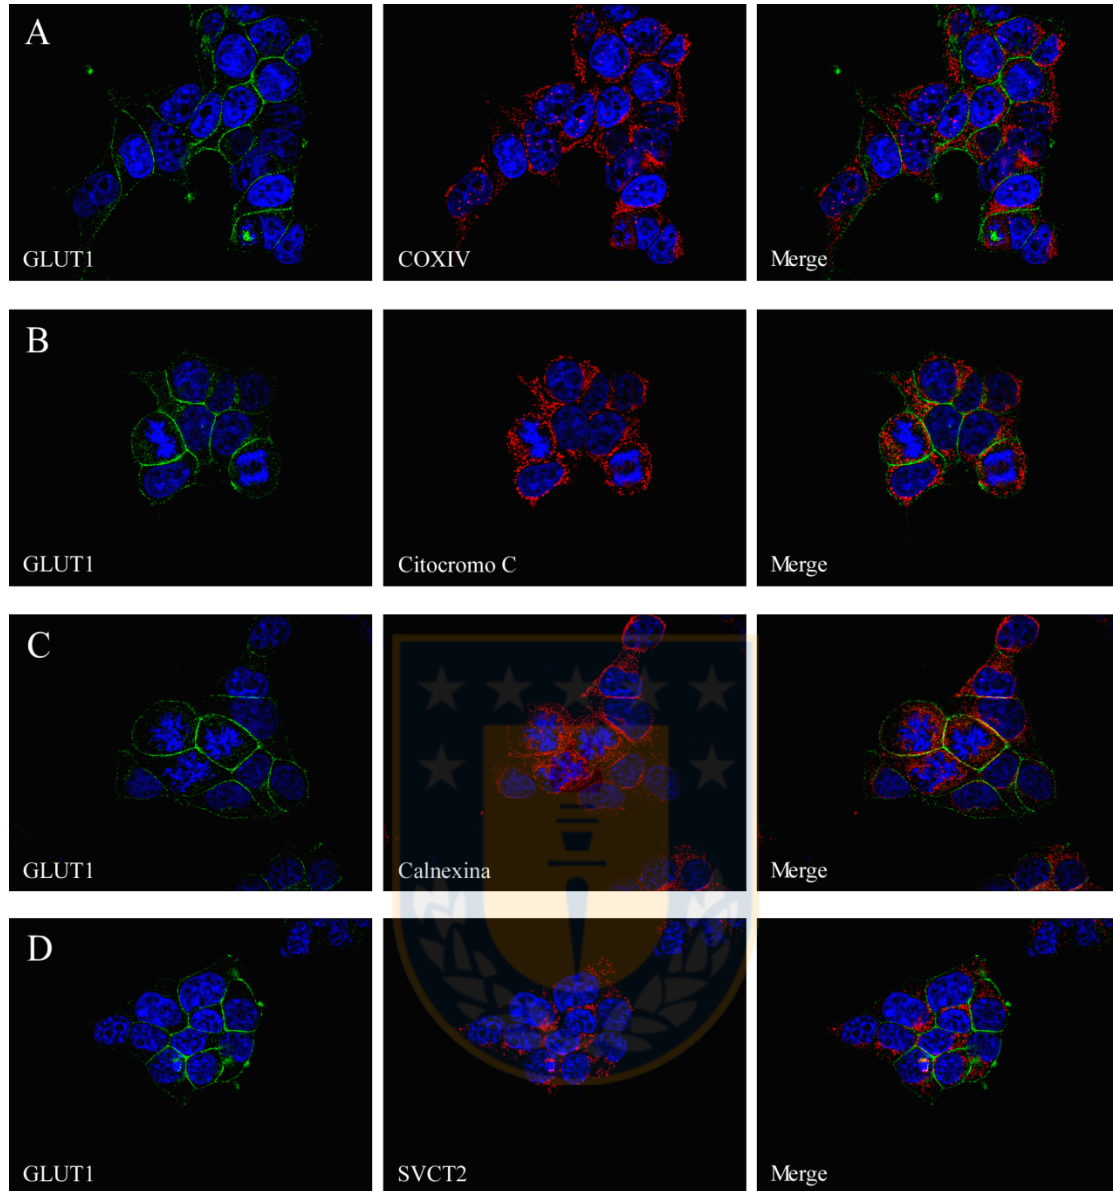 A
GLUT1 COXIV Merge
B
GLUT1 Citocromo C Merge
C
GLUT1 Calnexina Merge
D
GLUT1 SVCT2 Merge